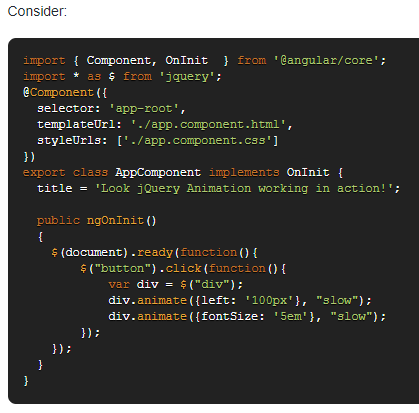 Consider:
import { Component, OnInit  } from '@angular/core';
import * as $ from 'jquery';
@Component({
  selector: 'app-root',
  templateUrl: './app.component.html',
  styleUrls: ['./app.component.css']
})
export class AppComponent implements OnInit {
  title = 'Look jQuery Animation working in action!';

  public ngOnInit()
  {
    $(document).ready(function(){
        $("button").click(function(){
            var div = $("div");
            div.animate({left: '100px'}, "slow");
            div.animate({fontSize: '5em'}, "slow");
        });
    });
  }
}